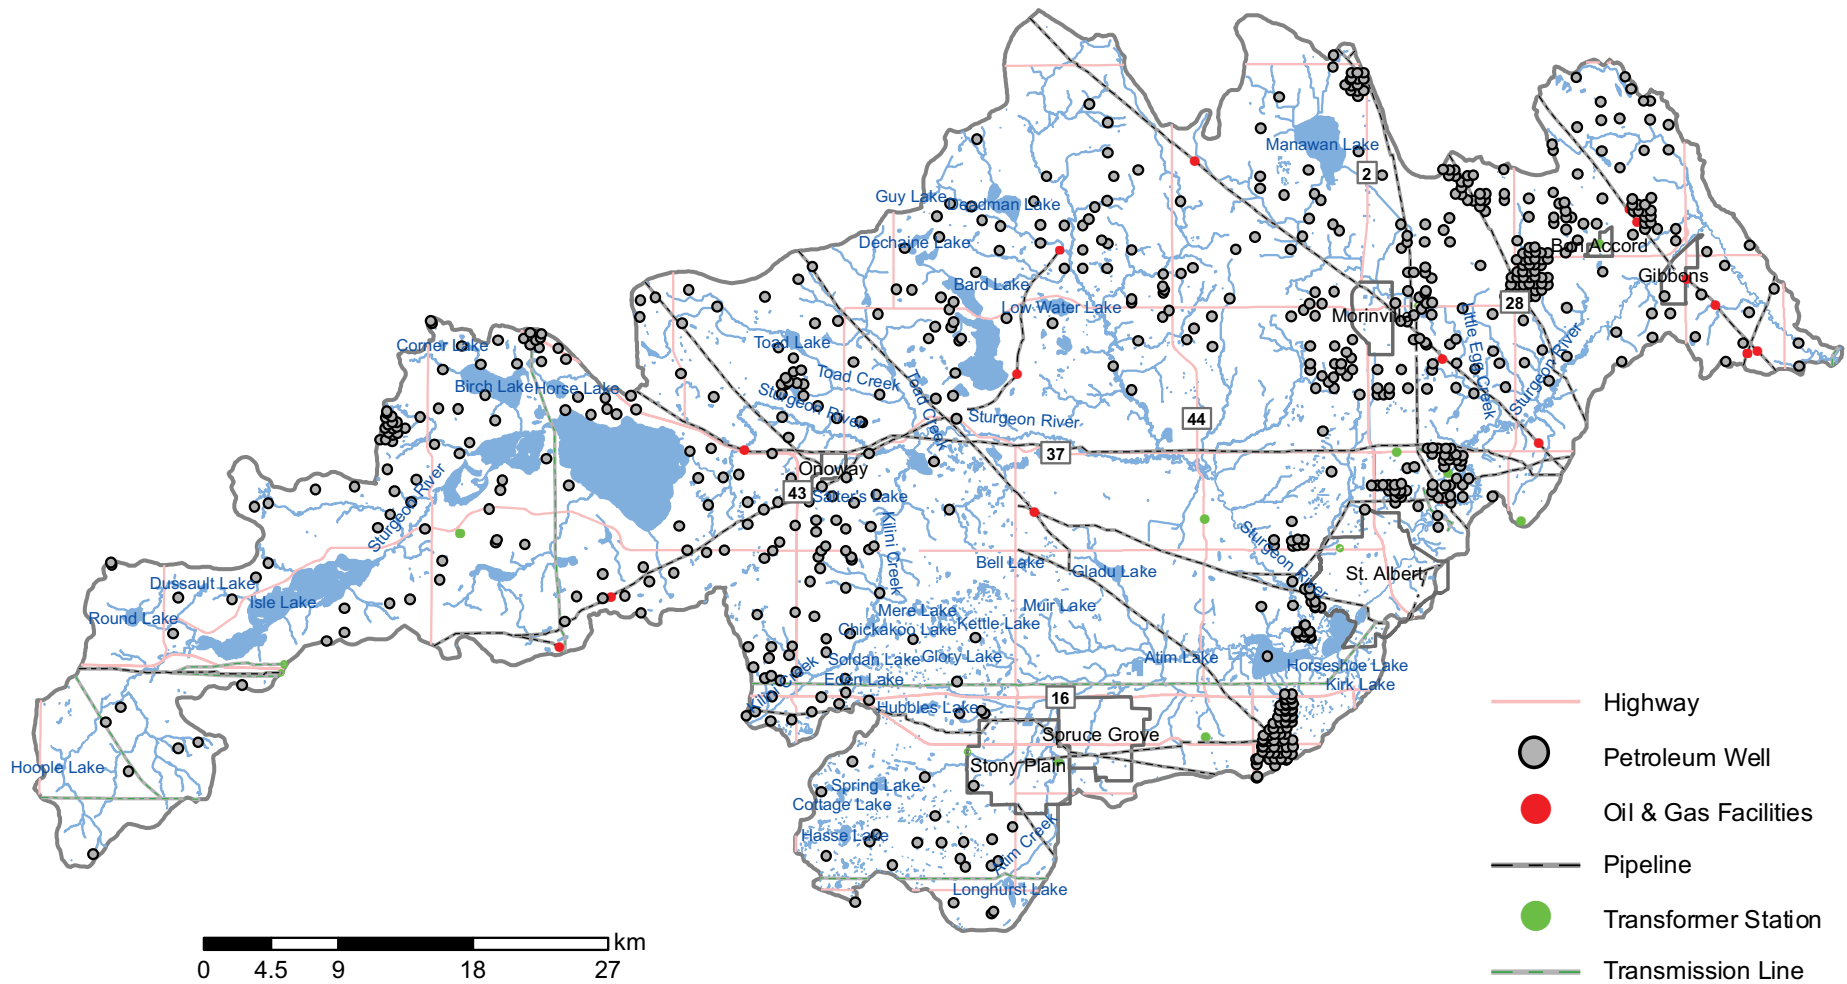 Manawan Lake
2
Guy Lake
Deadman Lake
Dechaine Lake
Bon Accord
Gibbons
Bard Lake
Low Water Lake
28
Morinville
Corner Lake
Toad Lake
Little Egg Creek
Sturgeon River
Birch Lake
Horse Lake
Toad Creek
Sturgeon River
Toad Creek
Sturgeon River
44
37
Onoway
43
Salter's Lake
Sturgeon River
Kilini Creek
Sturgeon River
Bell Lake
Gladu Lake
St. Albert
Dussault Lake
Isle Lake
Round Lake
Mere Lake
Muir Lake
Kettle Lake
Chickakoo Lake
Soldan Lake
Glory Lake
Atim Lake
Horseshoe Lake
Eden Lake
Kirk Lake
Kilini Creek
16
Hubbles Lake
Spruce Grove
Stony Plain
Hoople Lake
Spring Lake
Cottage Lake
Hasse Lake
Atim Creek
Longhurst Lake
Highway
Petroleum Well
Oil & Gas Facilities
Pipeline
Transformer Station
Transmission Line
km
0 4.5 9 18 27